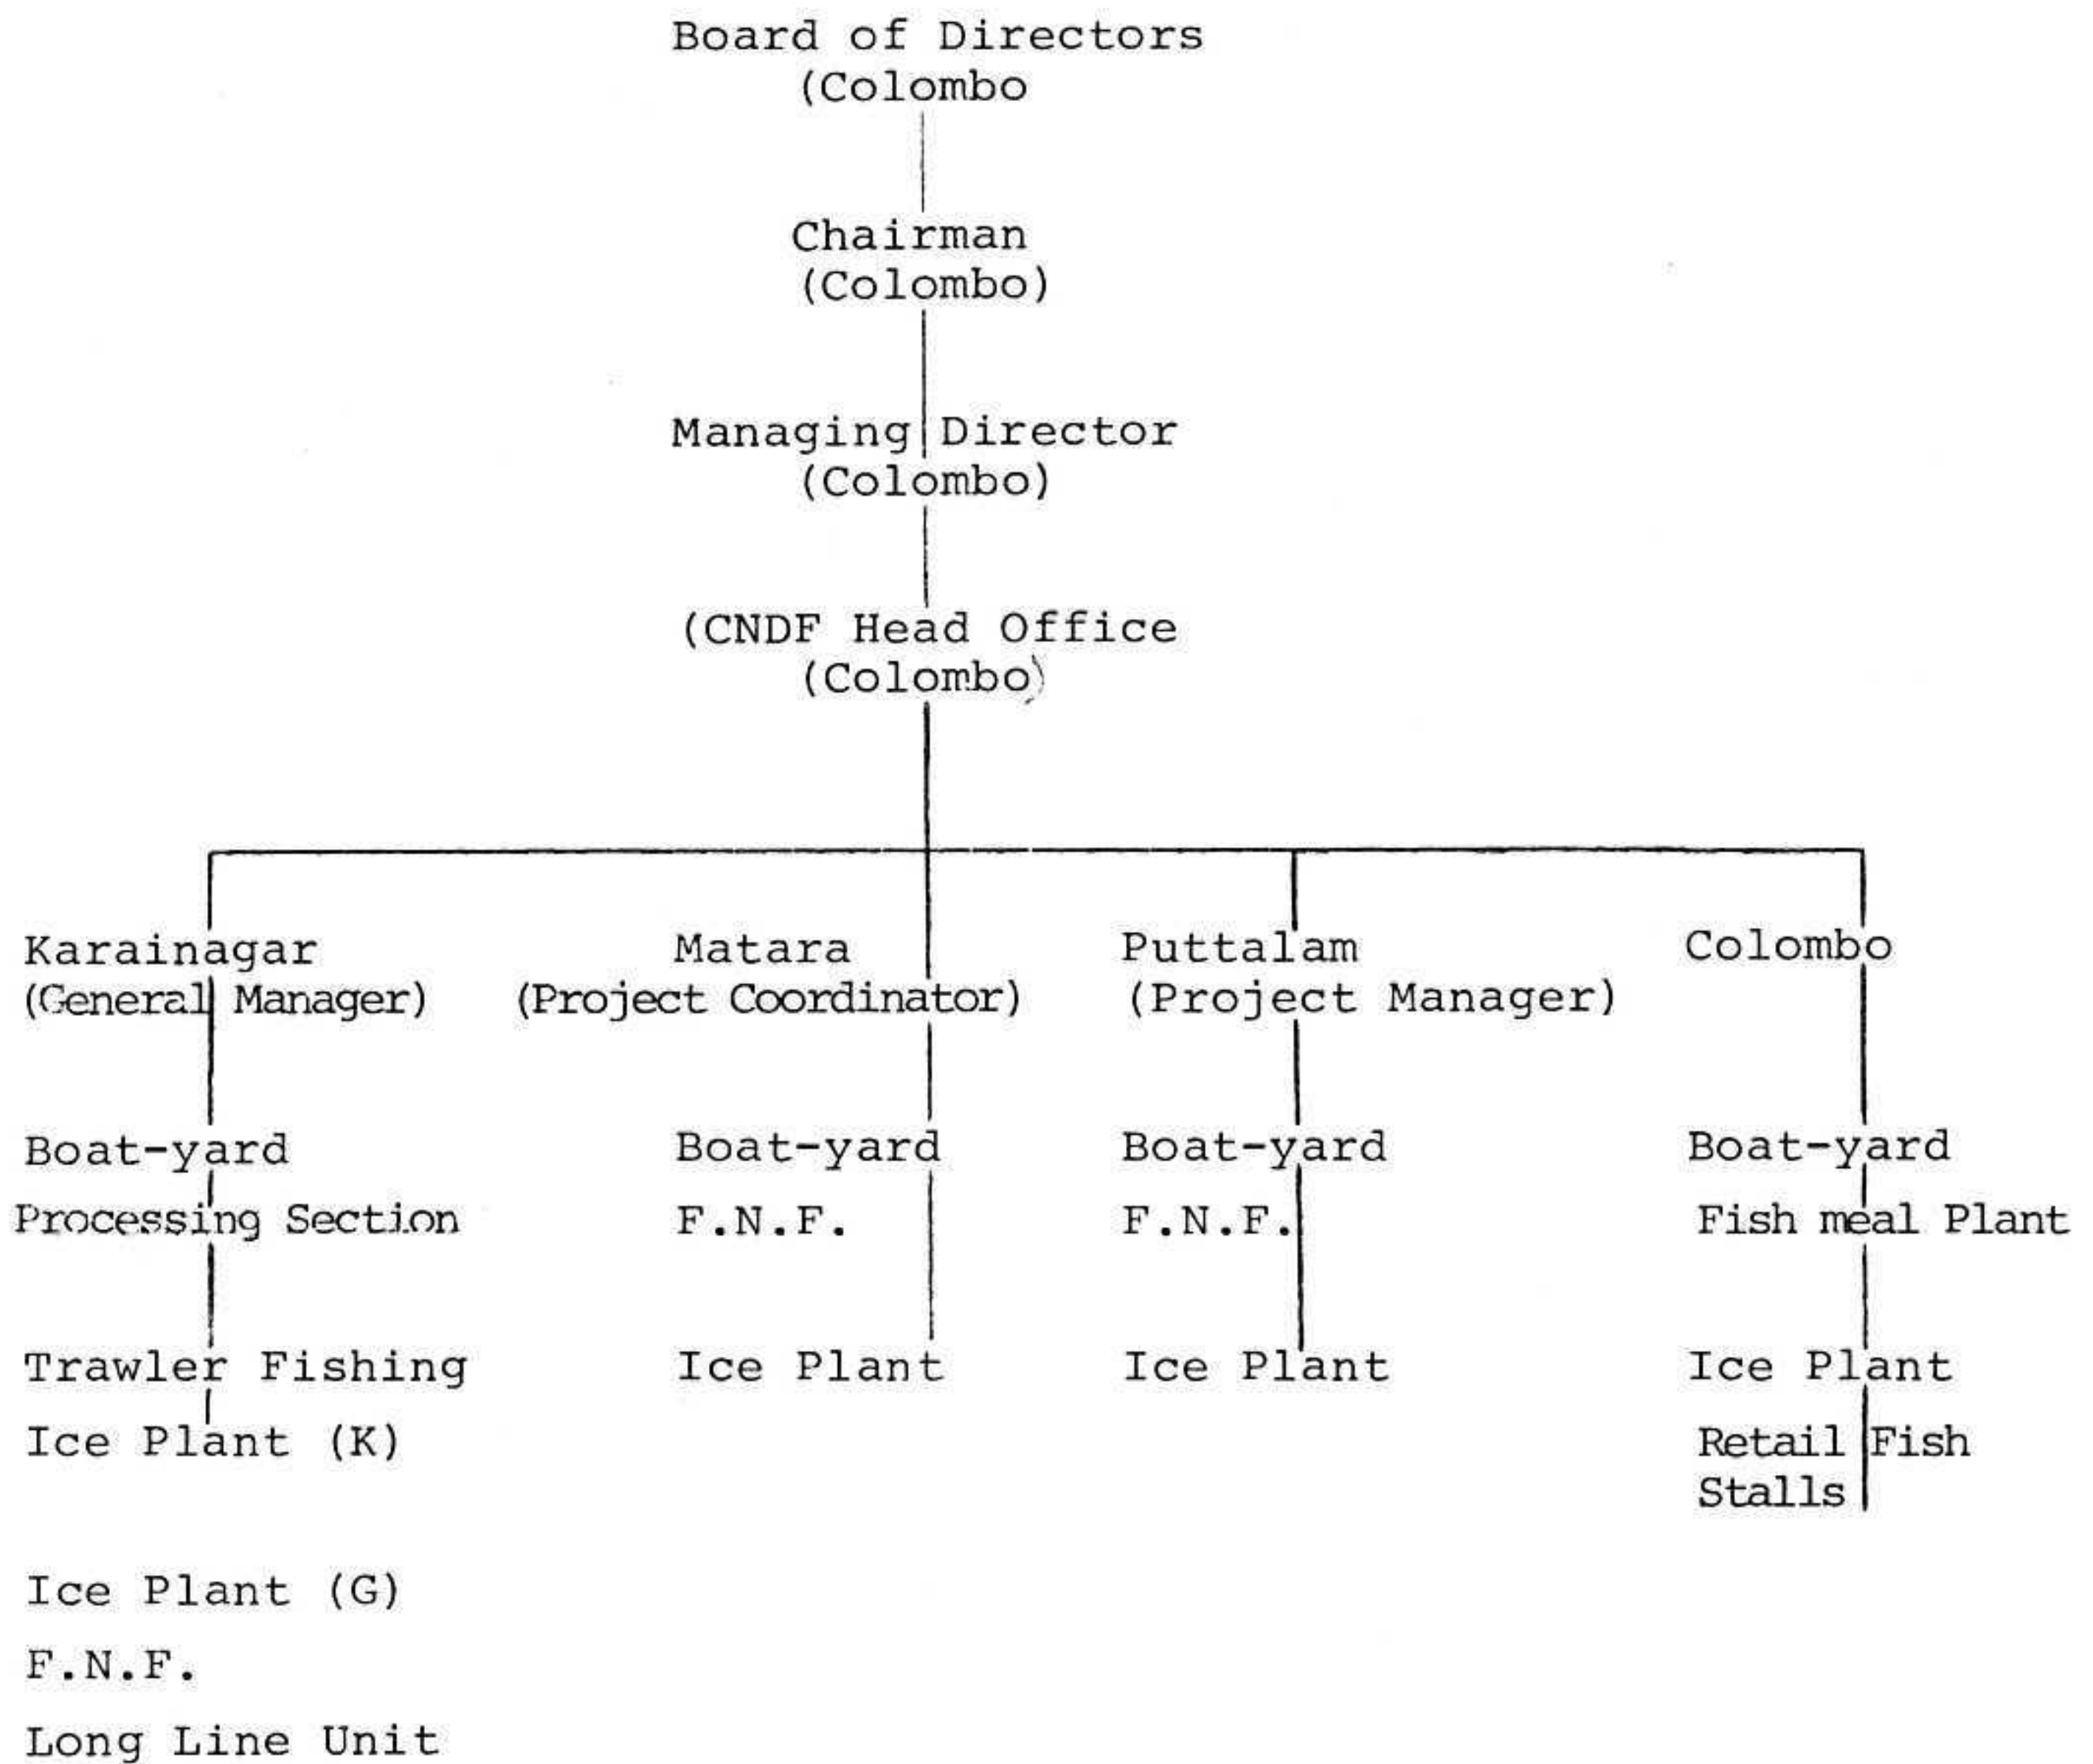 Board of Directors
(Colombo
Chairman
(Colombo)
Managing Director
(Colombo)
(CNDF Head Office
(Colombo)
Karainagar
(General Manager)
Boat-yard
Processing Section
Trawler Fishing
Ice Plant (K)
Ice Plant (G)
F.N.F.
Long Line Unit
Matara
(Project Coordinator)
Boat-yard
F.N.F.
Ice Plant
Puttalam
(Project Manager)
Boat-yard
F.N.F.
Ice Plant
Colombo
Boat-yard
Fish meal Plant
Ice Plant
Retail Fish
Stalls